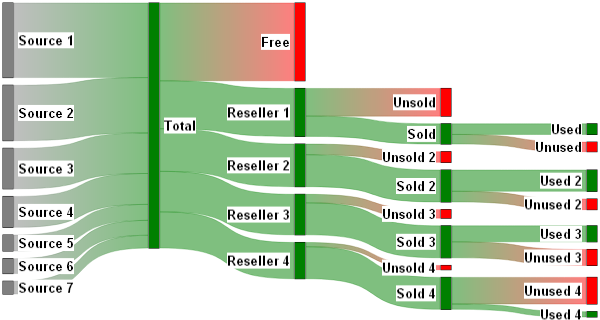 Source 1
Source 2
Source 3
Source 4
Source 5
Source 6
Source 7
Total
Free
Reseller 1
Reseller 2
Reseller 3
Reseller 4
Unsold
Sold
Unsold 2
Sold 2
Unsold 3
Sold 3
Unsold 4
Sold 4
Used
Unused
Used 2
Unused 2
Used 3
Unused 3
Unused 4
Used 4